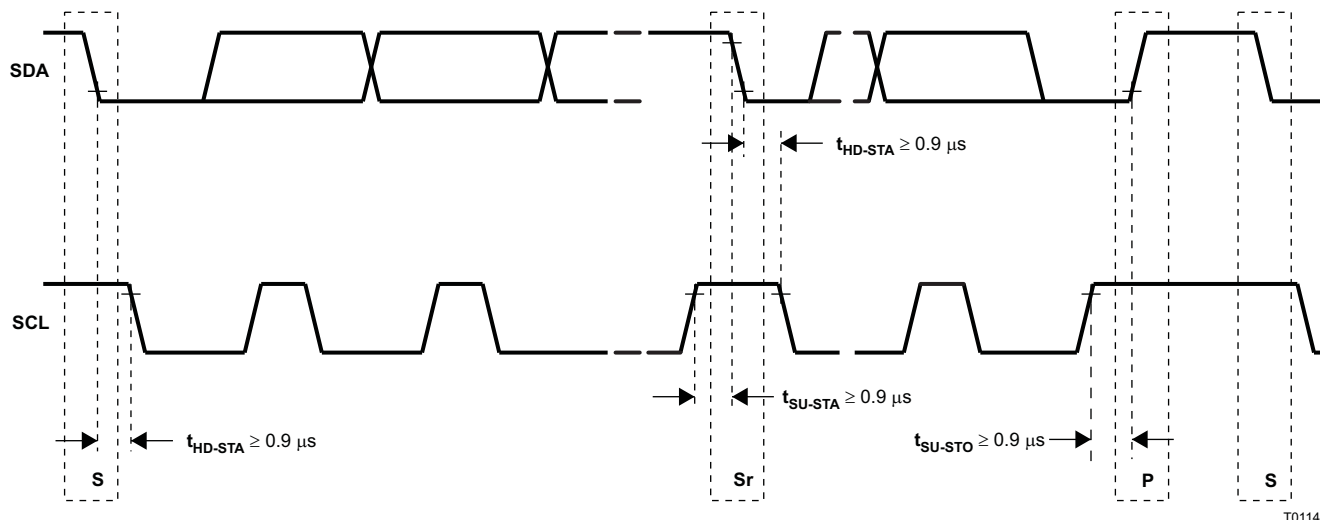 SDA
t_HD-STA ≥ 0.9 μs
SCL
t_SU-STA ≥ 0.9 μs
t_HD-STA ≥ 0.9 μs
t_SU-STO ≥ 0.9 μs
S
Sr
P
S
T0114